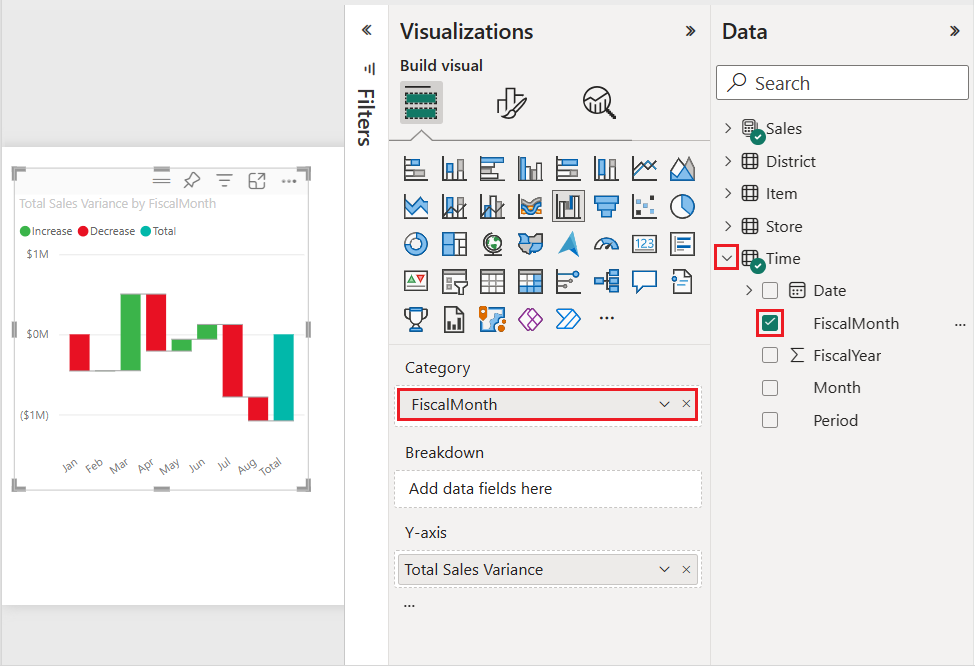 Total Sales Variance by FiscalMonth
Increase Decrease Total
$1M
$0M
($1M)
Jan Feb Mar Apr May Jun Jul Aug Total
Filters
Visualizations
Build visual
123
Category
FiscalMonth
Breakdown
Add data fields here
Y-axis
Total Sales Variance
...
Data
Search
Sales
District
Item
Store
Time
Date
FiscalMonth
FiscalYear
Month
Period